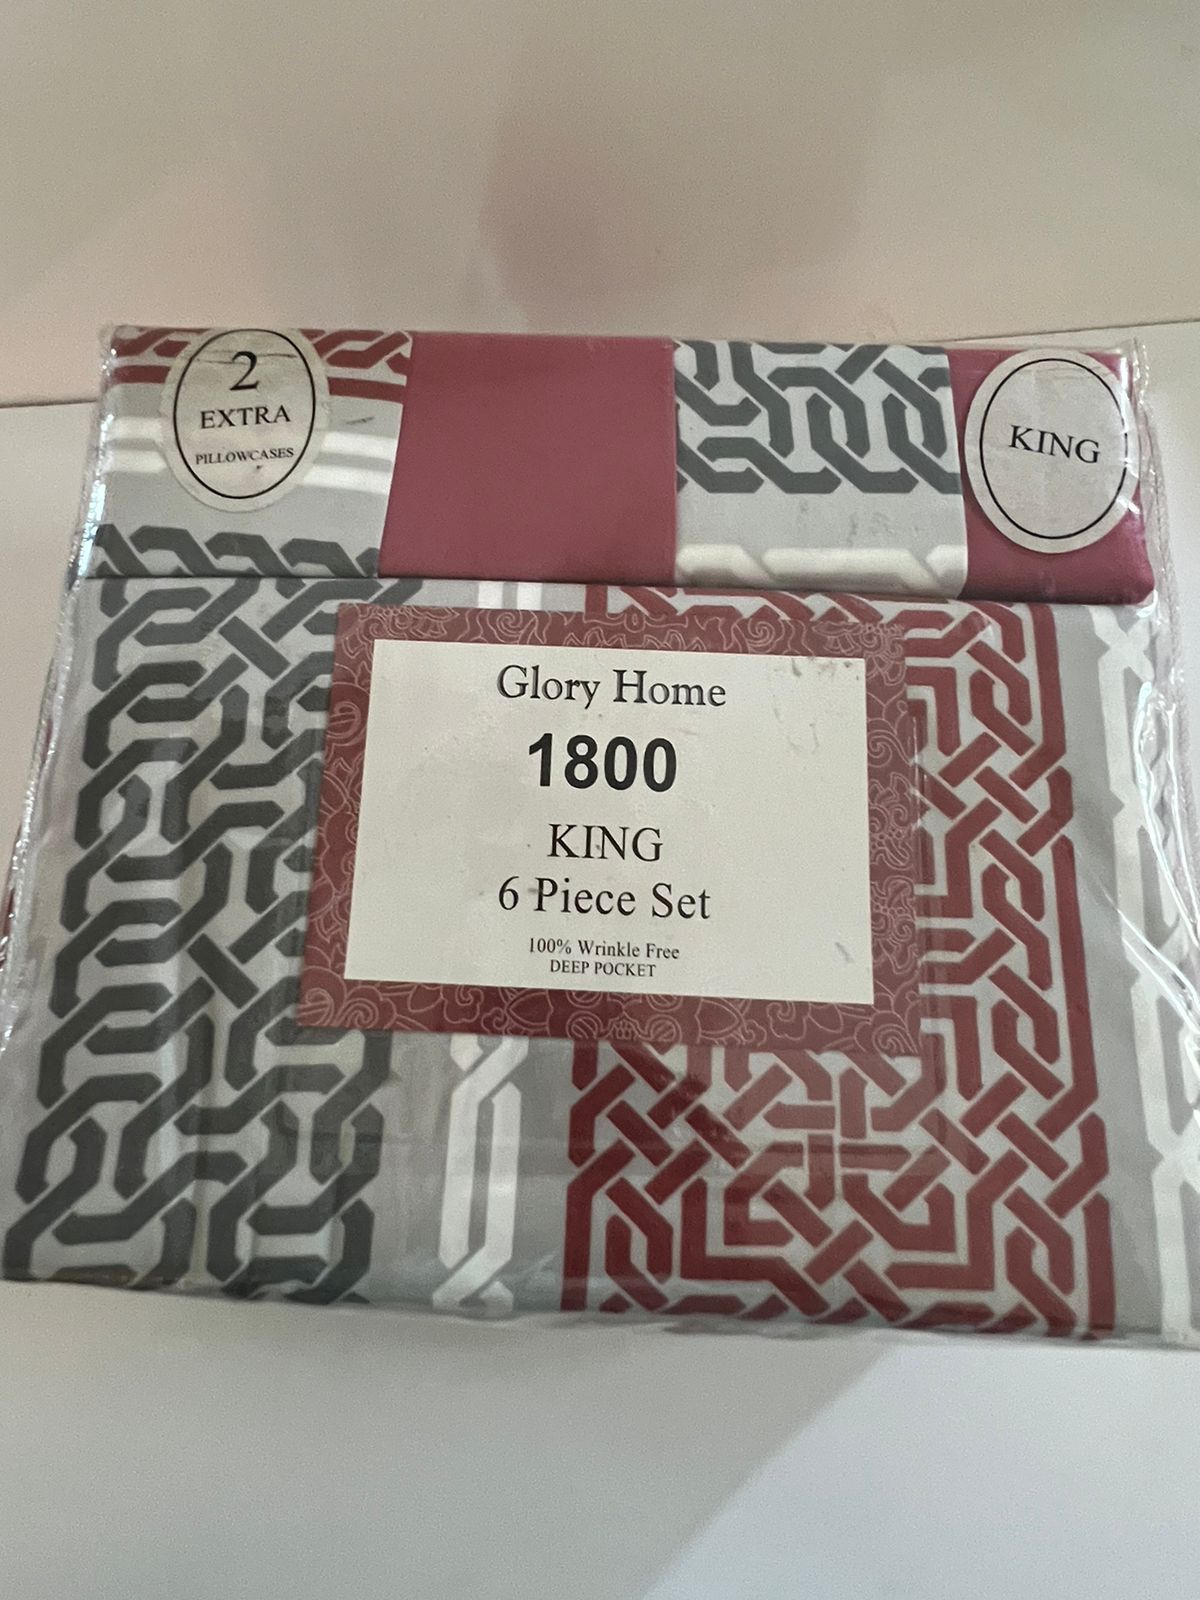 2
EXTRA
PILLOWCASES
KING
Glory Home
1800
KING
6 Piece Set
100% Wrinkle Free
DEEP POCKET